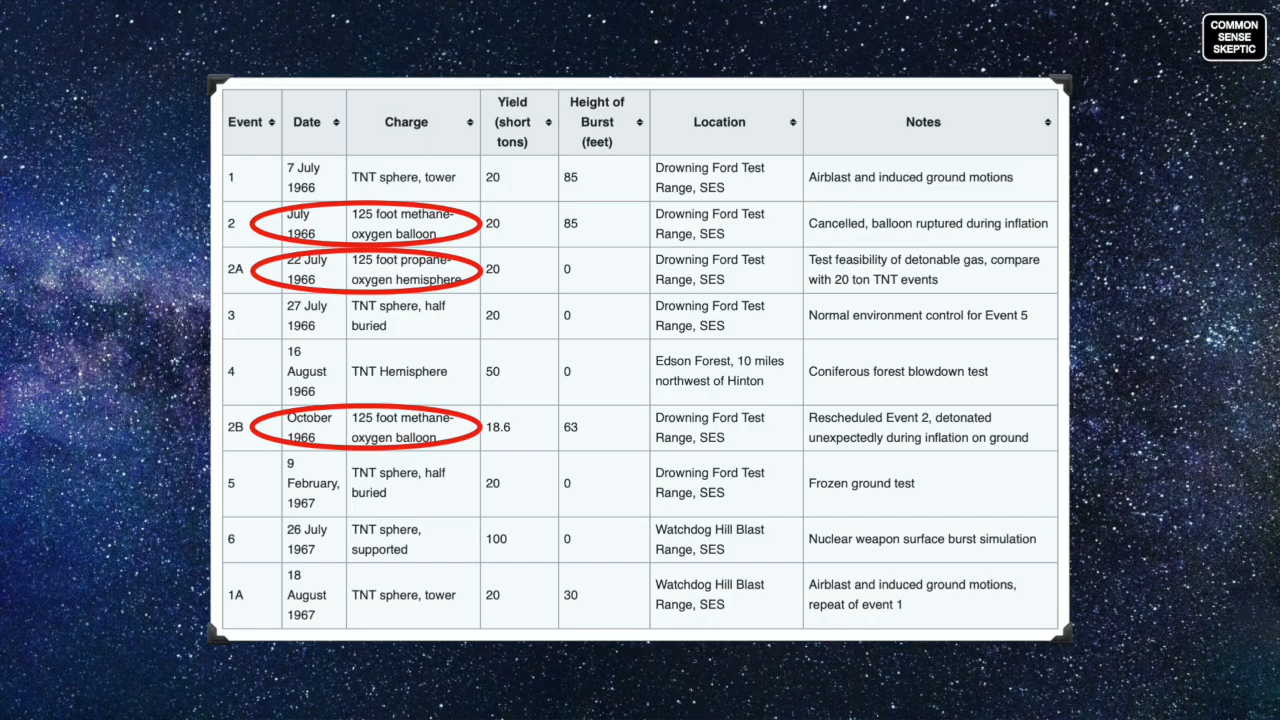 COMMON
SENSE
SKEPTIC
Event Date Charge Yield (short tons) Height of Burst (feet) Location Notes
1 7 July 1966 TNT sphere, tower 20 85 Drowning Ford Test Range, SES Airblast and induced ground motions
2 July 1966 125 foot methane-oxygen balloon 20 85 Drowning Ford Test Range, SES Cancelled, balloon ruptured during inflation
2A 22 July 1966 125 foot propane-oxygen hemisphere 20 0 Drowning Ford Test Range, SES Test feasibility of detonable gas, compare with 20 ton TNT events
3 27 July 1966 TNT sphere, half buried 20 0 Drowning Ford Test Range, SES Normal environment control for Event 5
4 16 August 1966 TNT Hemisphere 50 0 Edson Forest, 10 miles northwest of Hinton Coniferous forest blowdown test
2B October 1966 125 foot methane-oxygen balloon 18.6 63 Drowning Ford Test Range, SES Rescheduled Event 2, detonated unexpectedly during inflation on ground
5 9 February, 1967 TNT sphere, half buried 20 0 Drowning Ford Test Range, SES Frozen ground test
6 26 July 1967 TNT sphere, supported 100 0 Watchdog Hill Blast Range, SES Nuclear weapon surface burst simulation
1A 18 August 1967 TNT sphere, tower 20 30 Watchdog Hill Blast Range, SES Airblast and induced ground motions, repeat of event 1